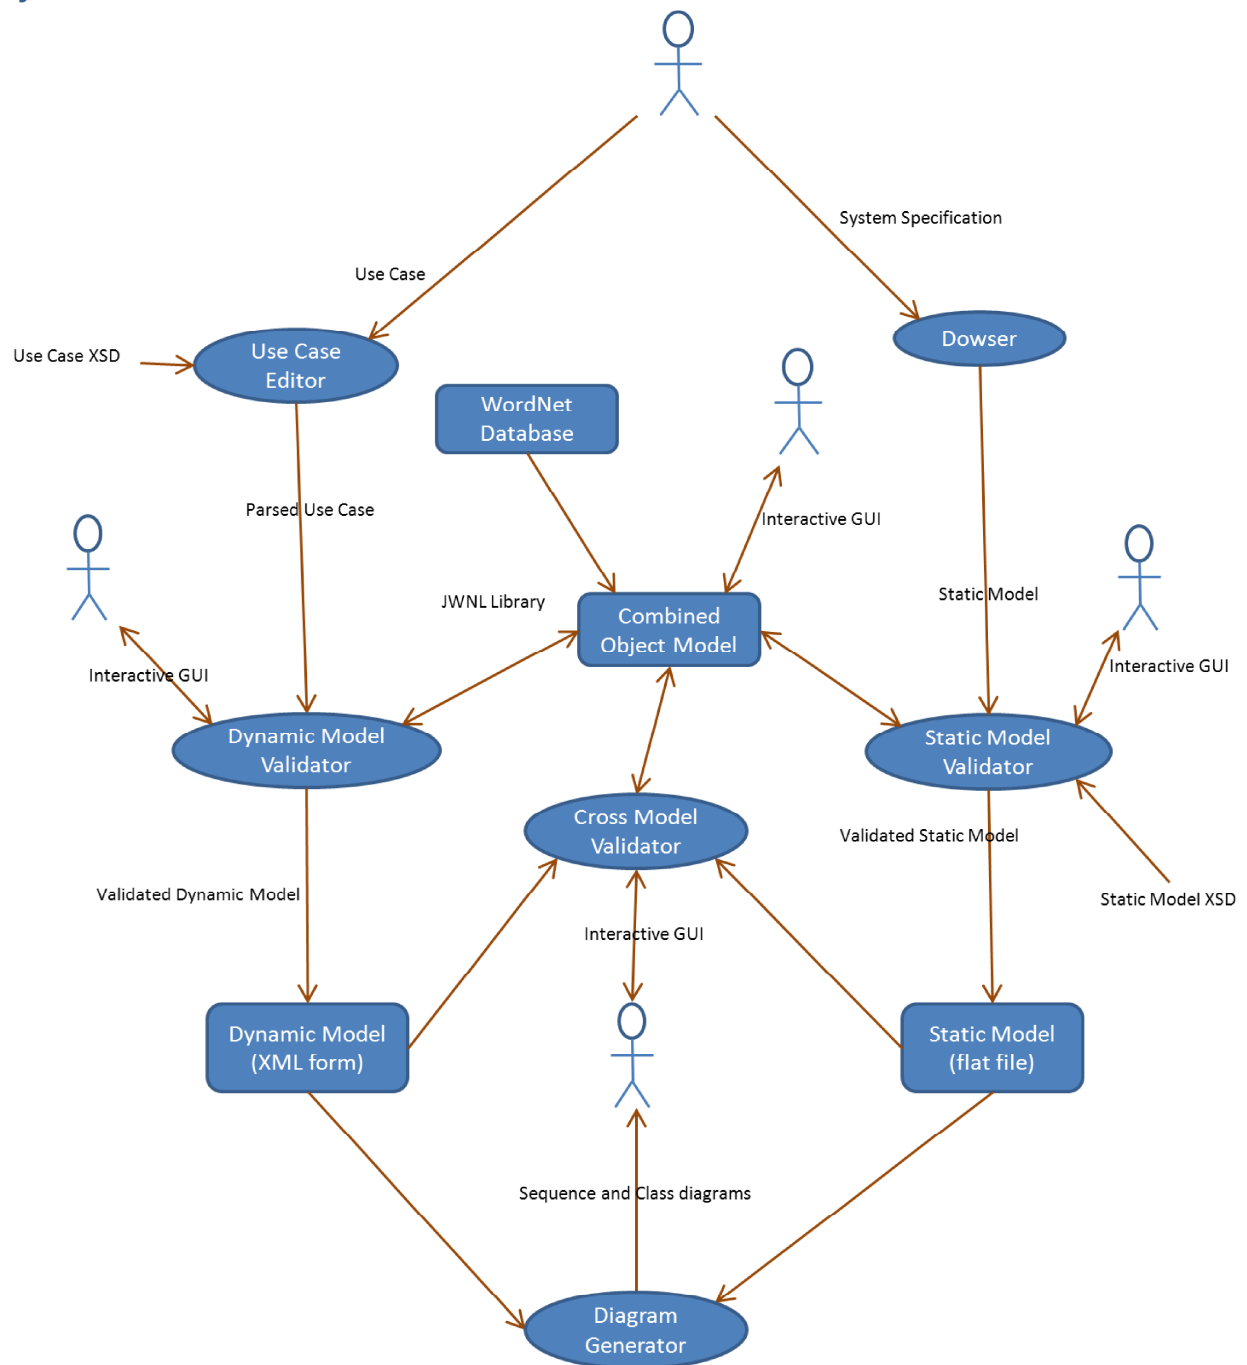 System Specification
Use Case
Use Case XSD
Use Case
Editor
Dowser
WordNet
Database
Parsed Use Case
Interactive GUI
JWNL Library
Static Model
Combined
Object Model
Interactive GUI
Interactive GUI
Dynamic Model
Validator
Static Model
Validator
Cross Model
Validator
Validated Static Model
Validated Dynamic Model
Static Model XSD
Interactive GUI
Dynamic Model
(XML form)
Static Model
(flat file)
Sequence and Class diagrams
Diagram
Generator